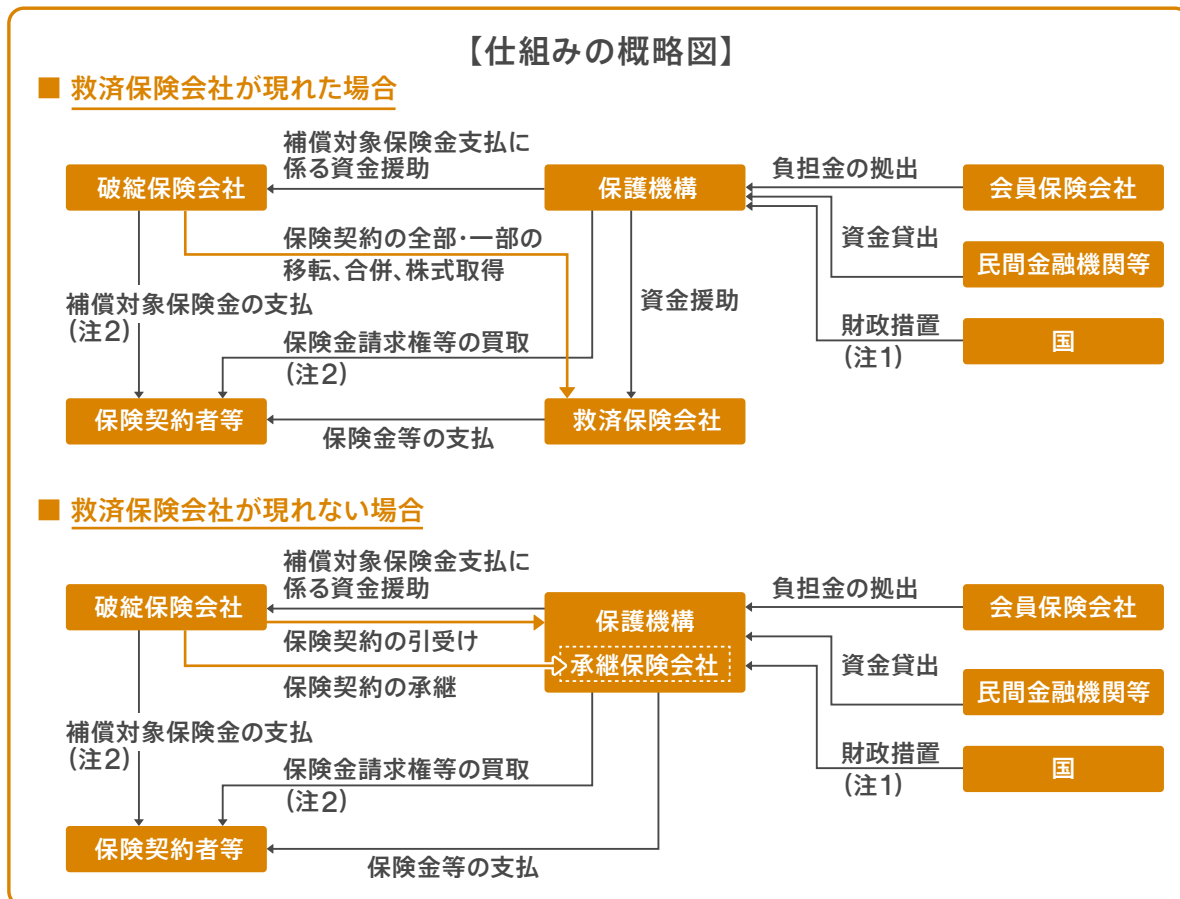 【仕組みの概略図】
■ 救済保険会社が現れた場合
補償対象保険金支払に
係る資金援助
負担金の拠出
破綻保険会社
保護機構
会員保険会社
保険契約の全部・一部の
移転、合併、株式取得
資金貸出
民間金融機関等
補償対象保険金の支払
(注2)
資金援助
財政措置
(注1)
国
保険金請求権等の買取
(注2)
保険契約者等
救済保険会社
保険金等の支払
■ 救済保険会社が現れない場合
補償対象保険金支払に
係る資金援助
負担金の拠出
破綻保険会社
保護機構
会員保険会社
保険契約の引受け
承継保険会社
資金貸出
保険契約の承継
民間金融機関等
補償対象保険金の支払
(注2)
財政措置
(注1)
国
保険金請求権等の買取
(注2)
保険契約者等
保険金等の支払